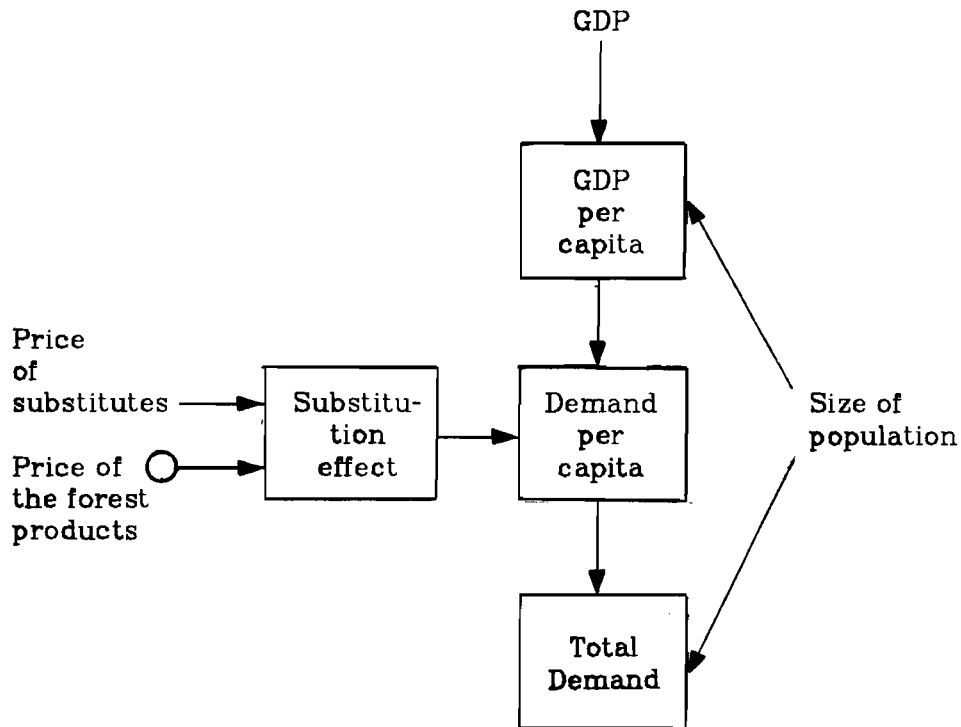 GDP
GDP
per
capita
Price
of
substitutes
Price of
the forest
products
Substitu-
tion
effect
Demand
per
capita
Size of
population
Total
Demand